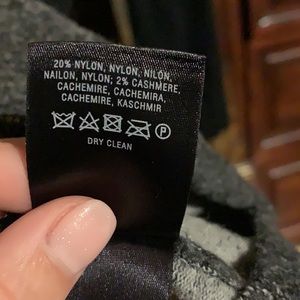 20% NYLON, NYLON, NILON,
NAILON, NYLON; 2% CASHMERE,
CACHEMIRE, CACHEMIRA,
CACHEMIRE, KASCHMIR
P
DRY CLEAN